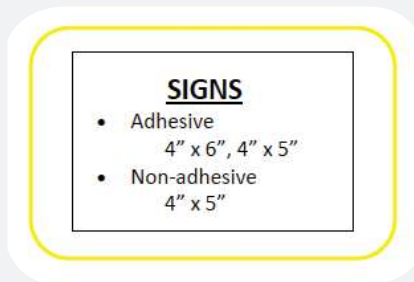 SIGNS
• Adhesive
4” x 6”, 4” x 5”
• Non-adhesive
4” x 5”